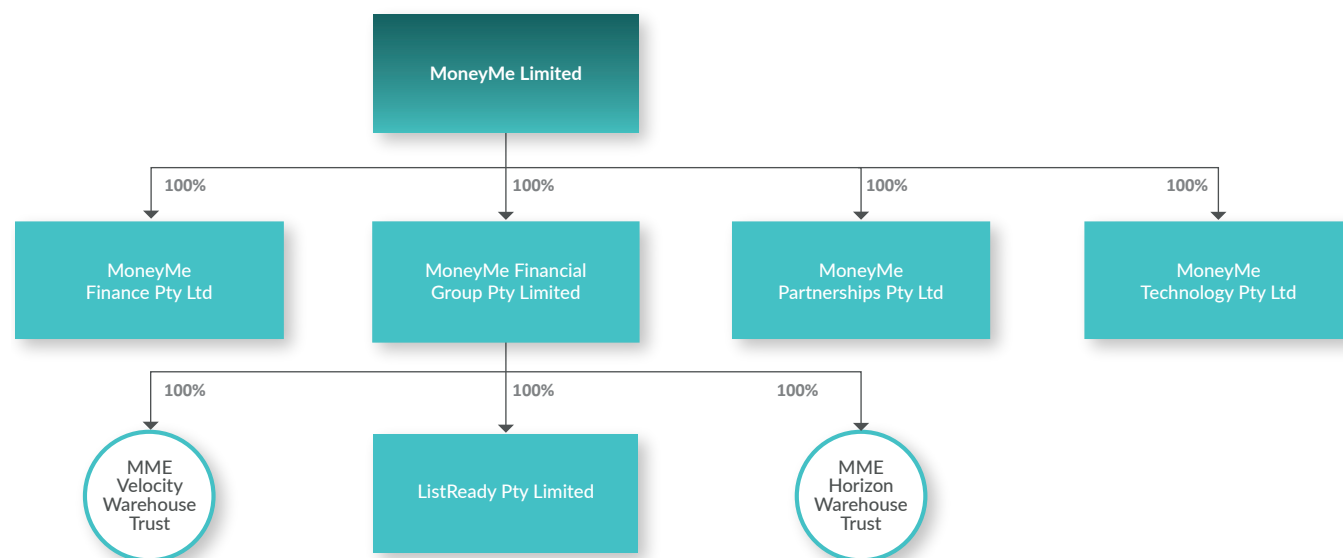 MoneyMe Limited
100%
100%
100%
100%
MoneyMe
Finance Pty Ltd
MoneyMe Financial
Group Pty Limited
MoneyMe
Partnerships Pty Ltd
MoneyMe
Technology Pty Ltd
100%
100%
100%
MME
Velocity
Warehouse
Trust
ListReady Pty Limited
MME
Horizon
Warehouse
Trust